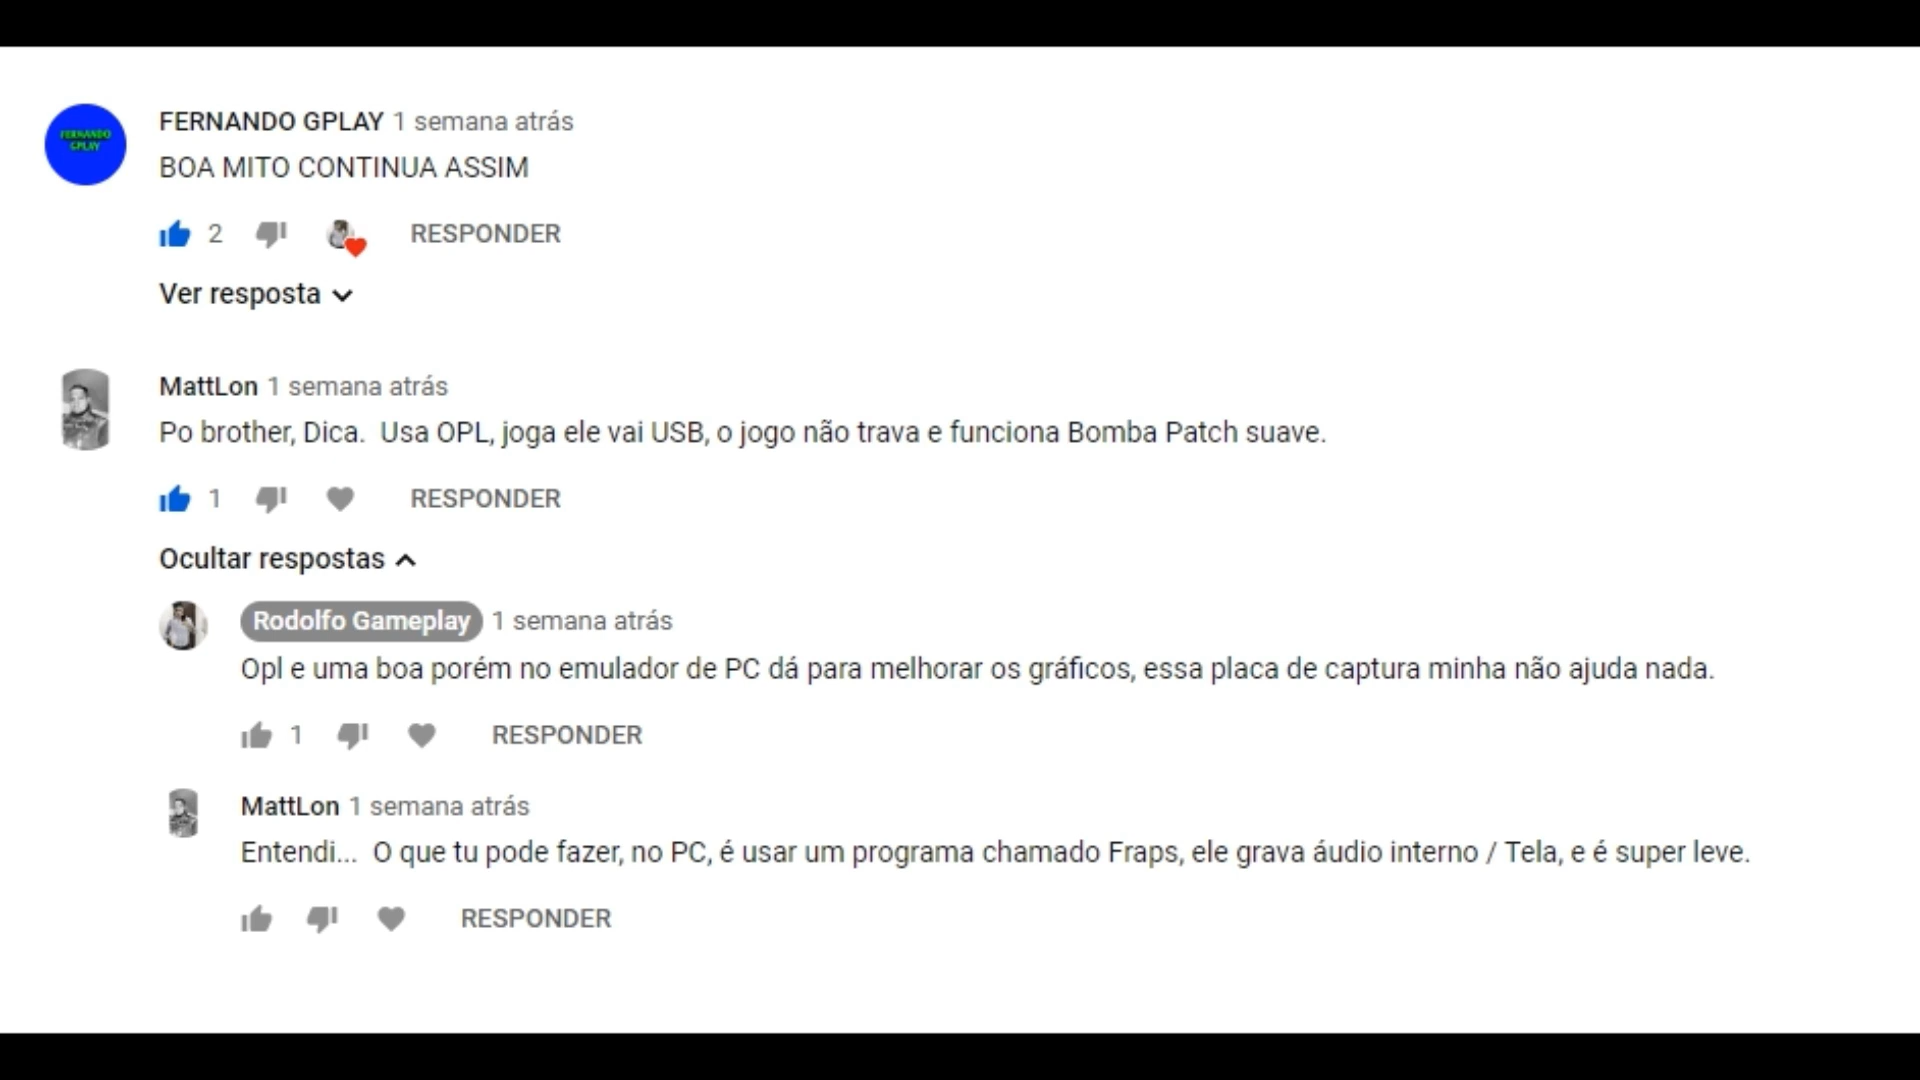 FERNANDO GPLAY 1 semana atrás
FERNANDO
GPLAY
BOA MITO CONTINUA ASSIM
2 RESPONDER
Ver resposta
MattLon 1 semana atrás
Po brother, Dica.  Usa OPL, joga ele vai USB, o jogo não trava e funciona Bomba Patch suave.
1 RESPONDER
Ocultar respostas
Rodolfo Gameplay 1 semana atrás
Opl e uma boa porém no emulador de PC dá para melhorar os gráficos, essa placa de captura minha não ajuda nada.
1 RESPONDER
MattLon 1 semana atrás
Entendi...  O que tu pode fazer, no PC, é usar um programa chamado Fraps, ele grava áudio interno / Tela, e é super leve.
RESPONDER